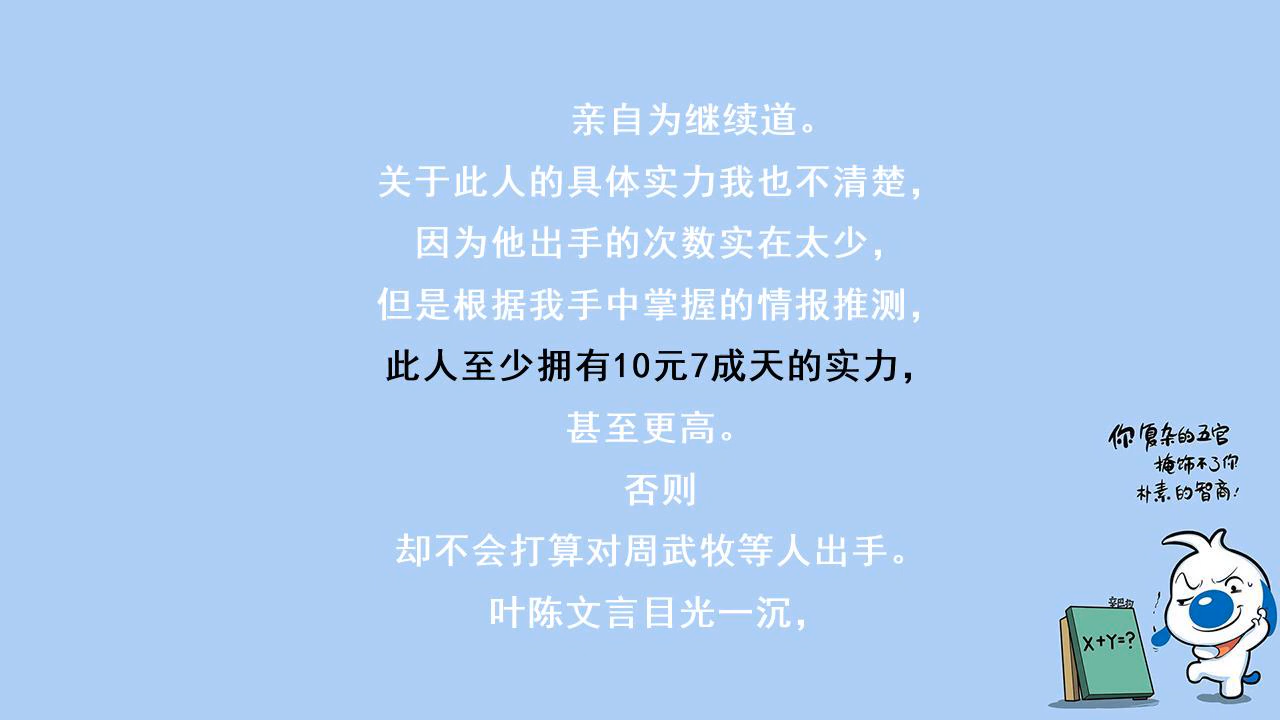 亲自为继续道。
关于此人的具体实力我也不清楚，
因为他出手的次数实在太少，
但是根据我手中掌握的情报推测，
此人至少拥有10元7成天的实力，
甚至更高。
否则
却不会打算对周武牧等人出手。
叶陈文言目光一沉，
你复杂的五官
掩饰不了你
朴素的智商！
X+Y=?